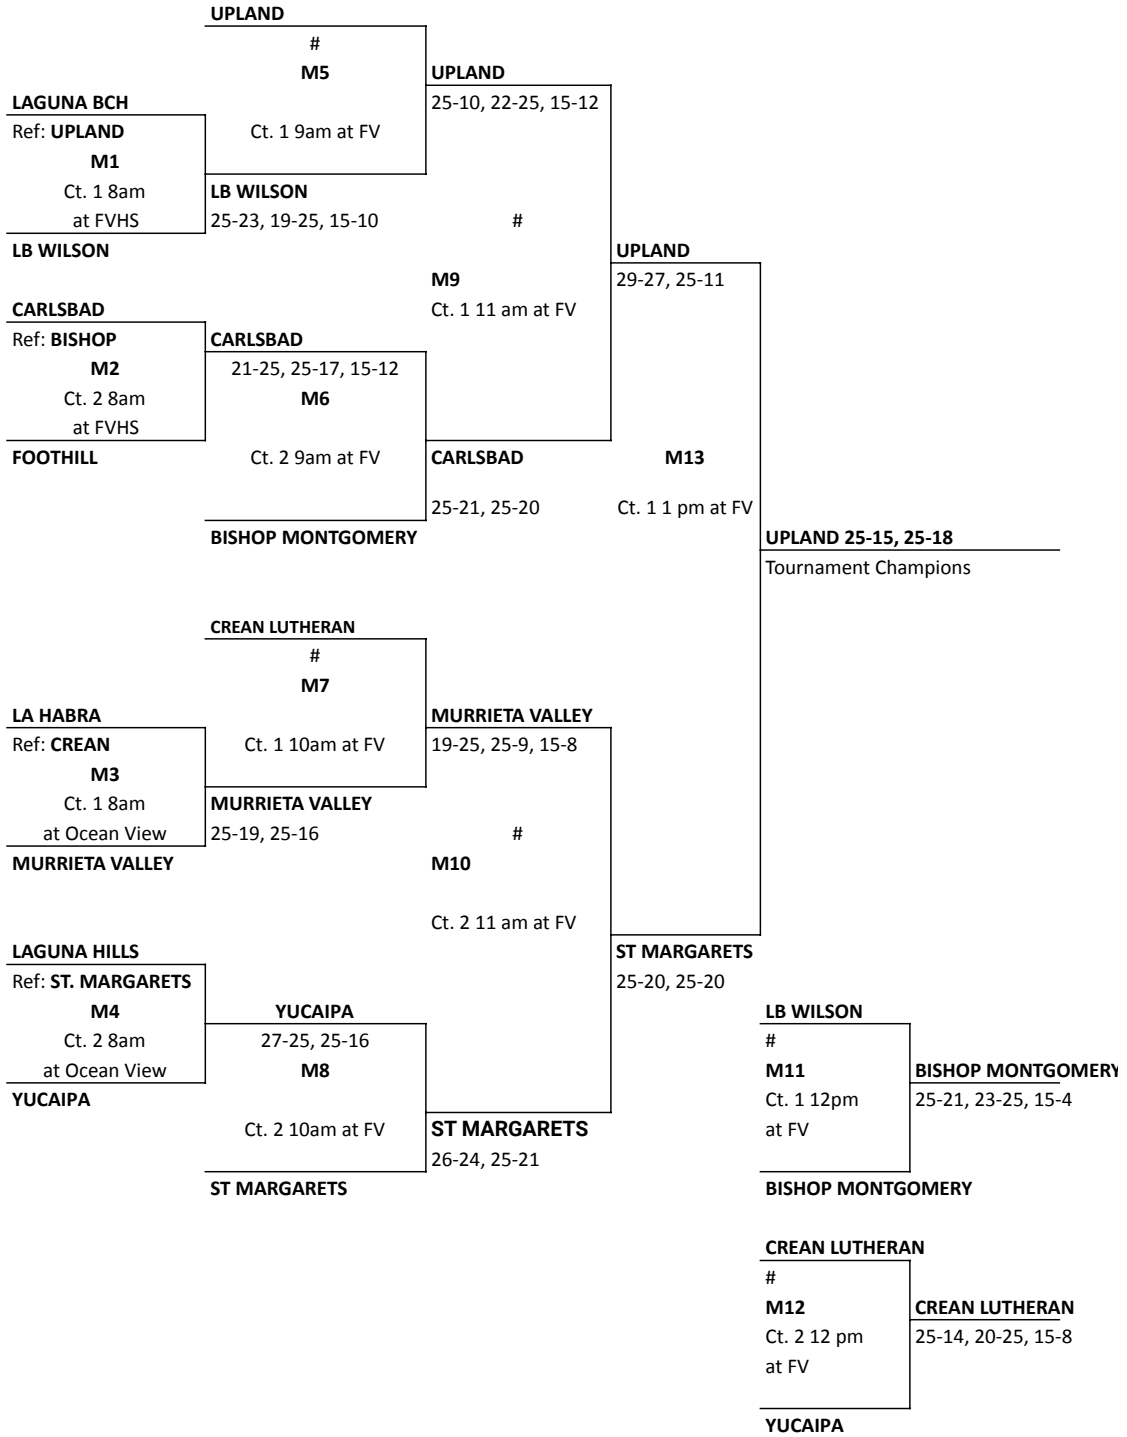 UPLAND
#
M5
UPLAND
LAGUNA BCH
25-10, 22-25, 15-12
Ref: UPLAND
Ct. 1 9am at FV
M1
Ct. 1 8am
LB WILSON
at FVHS
25-23, 19-25, 15-10
#
LB WILSON
UPLAND
M9
29-27, 25-11
CARLSBAD
Ct. 1 11 am at FV
Ref: BISHOP
CARLSBAD
M2
21-25, 25-17, 15-12
Ct. 2 8am
M6
at FVHS
FOOTHILL
Ct. 2 9am at FV
CARLSBAD
M13
25-21, 25-20
Ct. 1 1 pm at FV
BISHOP MONTGOMERY
UPLAND 25-15, 25-18
Tournament Champions
CREAN LUTHERAN
#
M7
LA HABRA
MURRIETA VALLEY
Ref: CREAN
Ct. 1 10am at FV
19-25, 25-9, 15-8
M3
Ct. 1 8am
MURRIETA VALLEY
at Ocean View
25-19, 25-16
#
MURRIETA VALLEY
M10
Ct. 2 11 am at FV
LAGUNA HILLS
ST MARGARETS
Ref: ST. MARGARETS
25-20, 25-20
M4
YUCAIPA
LB WILSON
Ct. 2 8am
27-25, 25-16
#
at Ocean View
M8
M11
BISHOP MONTGOMERY
YUCAIPA
Ct. 1 12pm
25-21, 23-25, 15-4
Ct. 2 10am at FV
ST MARGARETS
at FV
26-24, 25-21
ST MARGARETS
BISHOP MONTGOMERY
CREAN LUTHERAN
#
M12
CREAN LUTHERAN
Ct. 2 12 pm
25-14, 20-25, 15-8
at FV
YUCAIPA